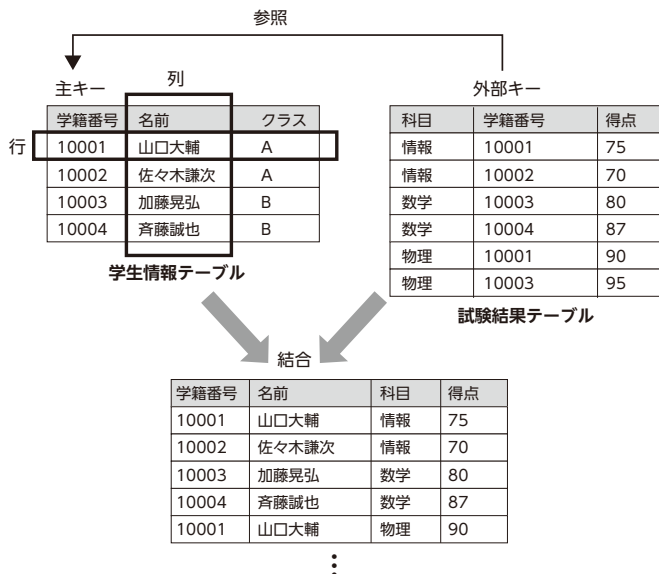 参照
主キー
列
外部キー
学籍番号 名前 クラス
行
10001 山口大輔 A
10002 佐々木謙次 A
10003 加藤晃弘 B
10004 斉藤誠也 B
学生情報テーブル
科目 学籍番号 得点
情報 10001 75
情報 10002 70
数学 10003 80
数学 10004 87
物理 10001 90
物理 10003 95
試験結果テーブル
結合
学籍番号 名前 科目 得点
10001 山口大輔 情報 75
10002 佐々木謙次 情報 70
10003 加藤晃弘 数学 80
10004 斉藤誠也 数学 87
10001 山口大輔 物理 90
⋮